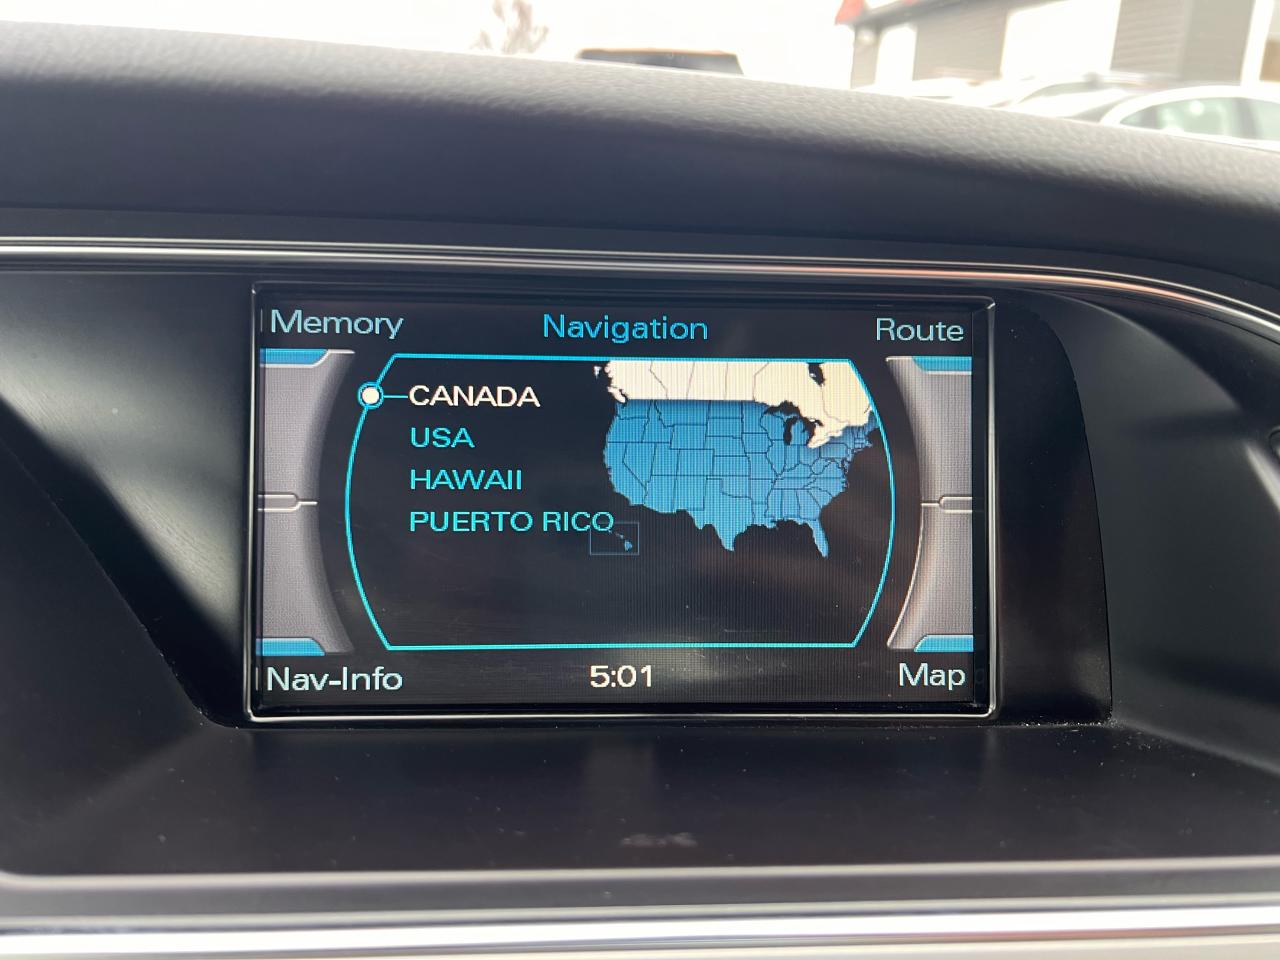 Memory
Navigation
Route
CANADA
USA
HAWAII
PUERTO RICO
Nav-Info
5:01
Map